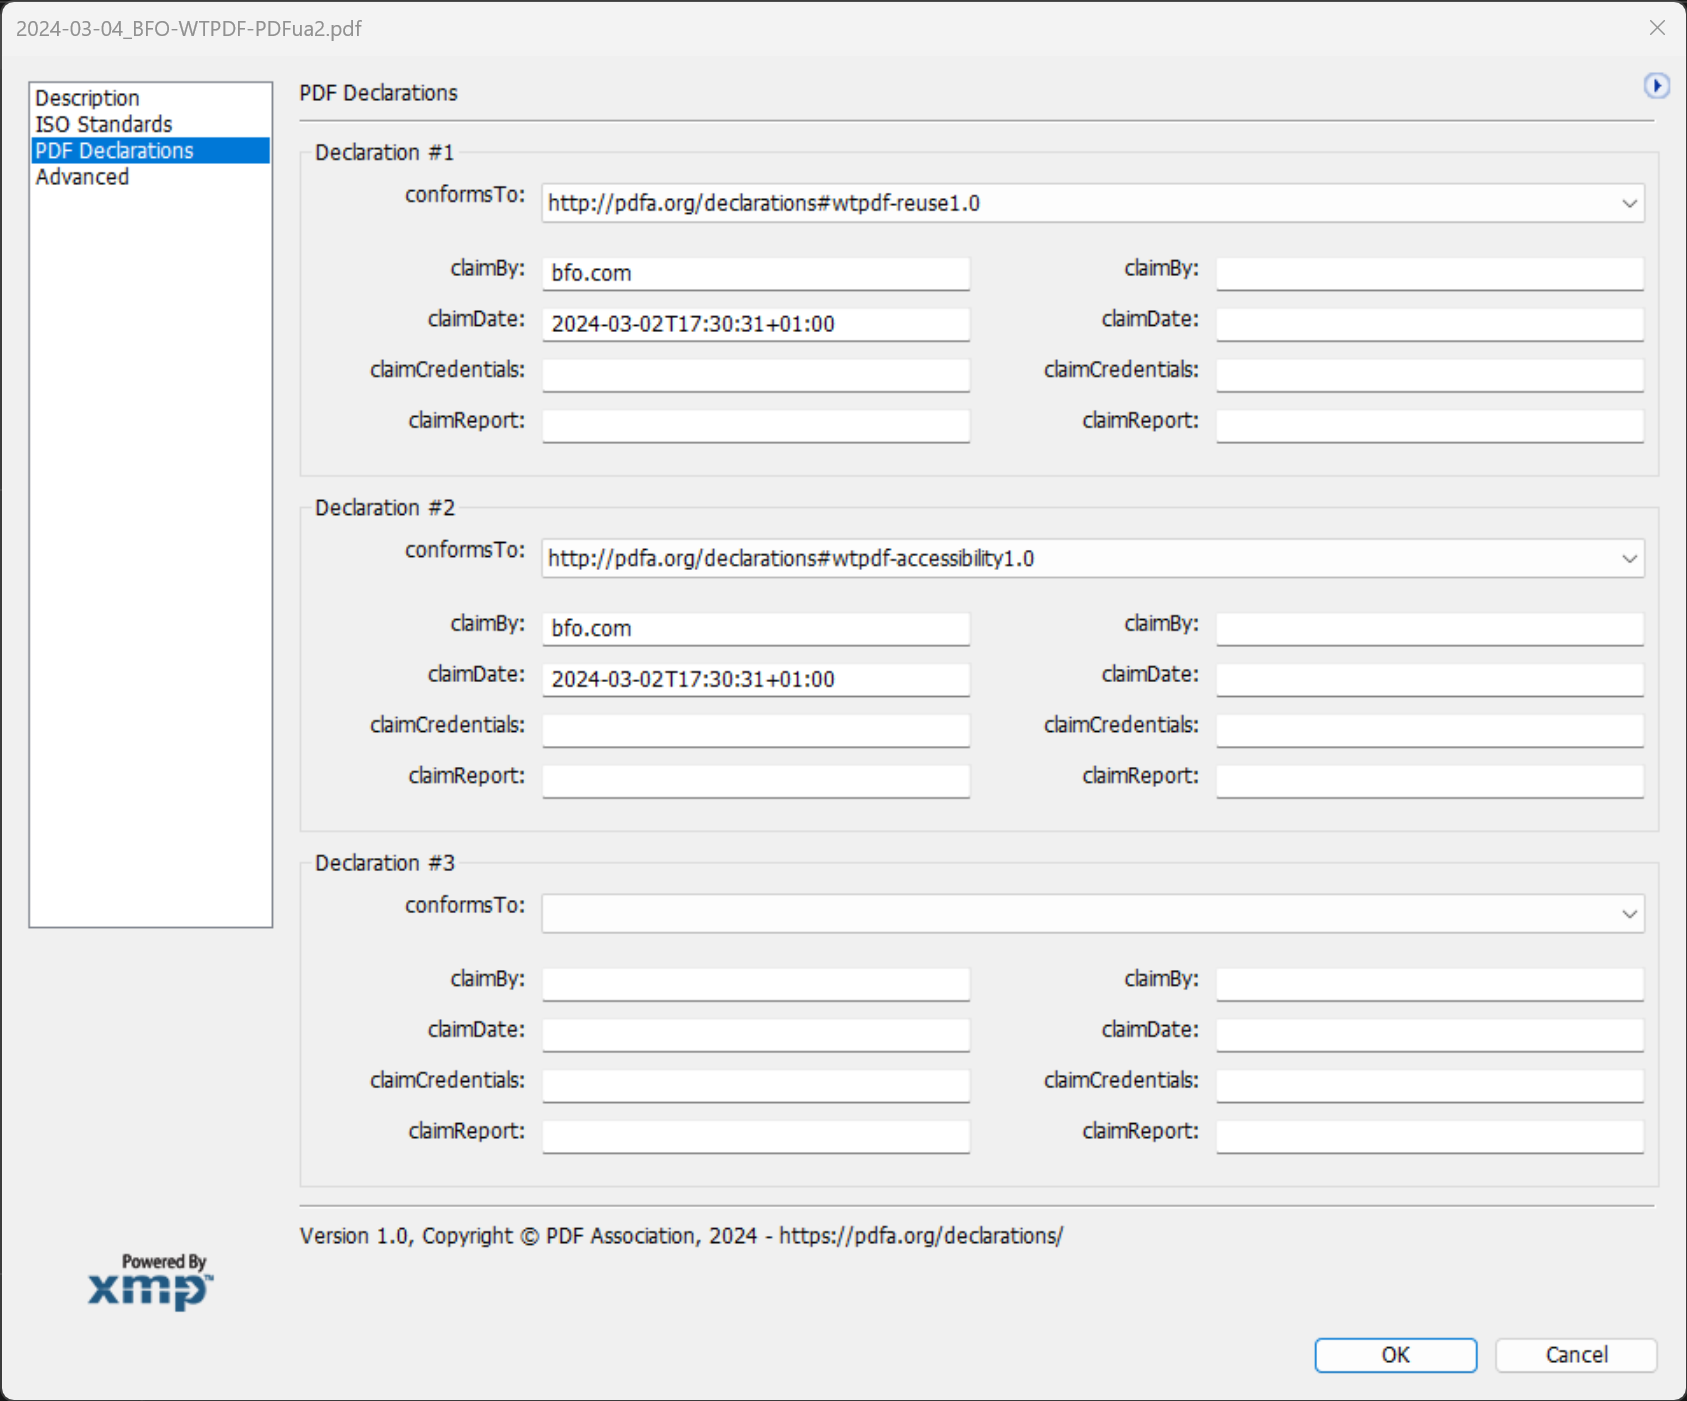 2024-03-04_BFO-WTPDF-PDFua2.pdf
Description
ISO Standards
PDF Declarations
Advanced
PDF Declarations
Declaration #1
conformsTo: http://pdfa.org/declarations#wtpdf-reuse1.0
claimBy: bfo.com claimBy:
claimDate: 2024-03-02T17:30:31+01:00 claimDate:
claimCredentials: claimCredentials:
claimReport: claimReport:
Declaration #2
conformsTo: http://pdfa.org/declarations#wtpdf-accessibility1.0
claimBy: bfo.com claimBy:
claimDate: 2024-03-02T17:30:31+01:00 claimDate:
claimCredentials: claimCredentials:
claimReport: claimReport:
Declaration #3
conformsTo:
claimBy: claimBy:
claimDate: claimDate:
claimCredentials: claimCredentials:
claimReport: claimReport:
Version 1.0, Copyright © PDF Association, 2024 - https://pdfa.org/declarations/
Powered By
xmp™
OK Cancel